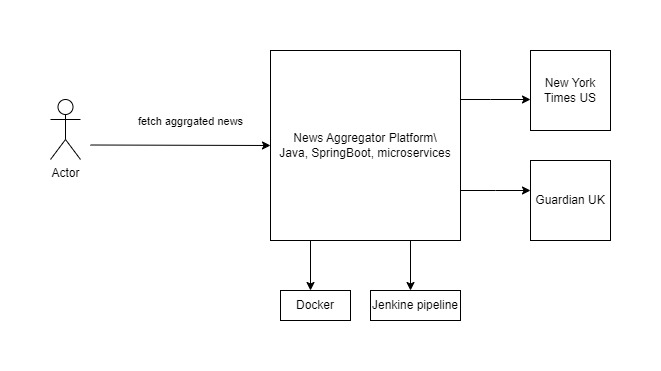 fetch aggrgated news
Actor
News Aggregator Platform\
Java, SpringBoot, microservices
New York
Times US
Guardian UK
Docker
Jenkine pipeline